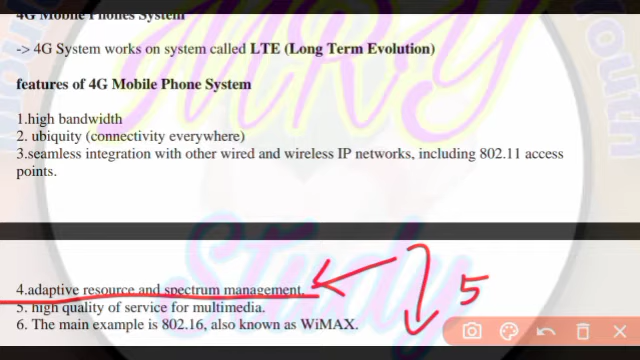 4G Mobile Phones System
-> 4G System works on system called LTE (Long Term Evolution)
features of 4G Mobile Phone System
1.high bandwidth
2. ubiquity (connectivity everywhere)
3.seamless integration with other wired and wireless IP networks, including 802.11 access
points.
4.adaptive resource and spectrum management.
5. high quality of service for multimedia.
6. The main example is 802.16, also known as WiMAX.
5
MRY
Study
Youth